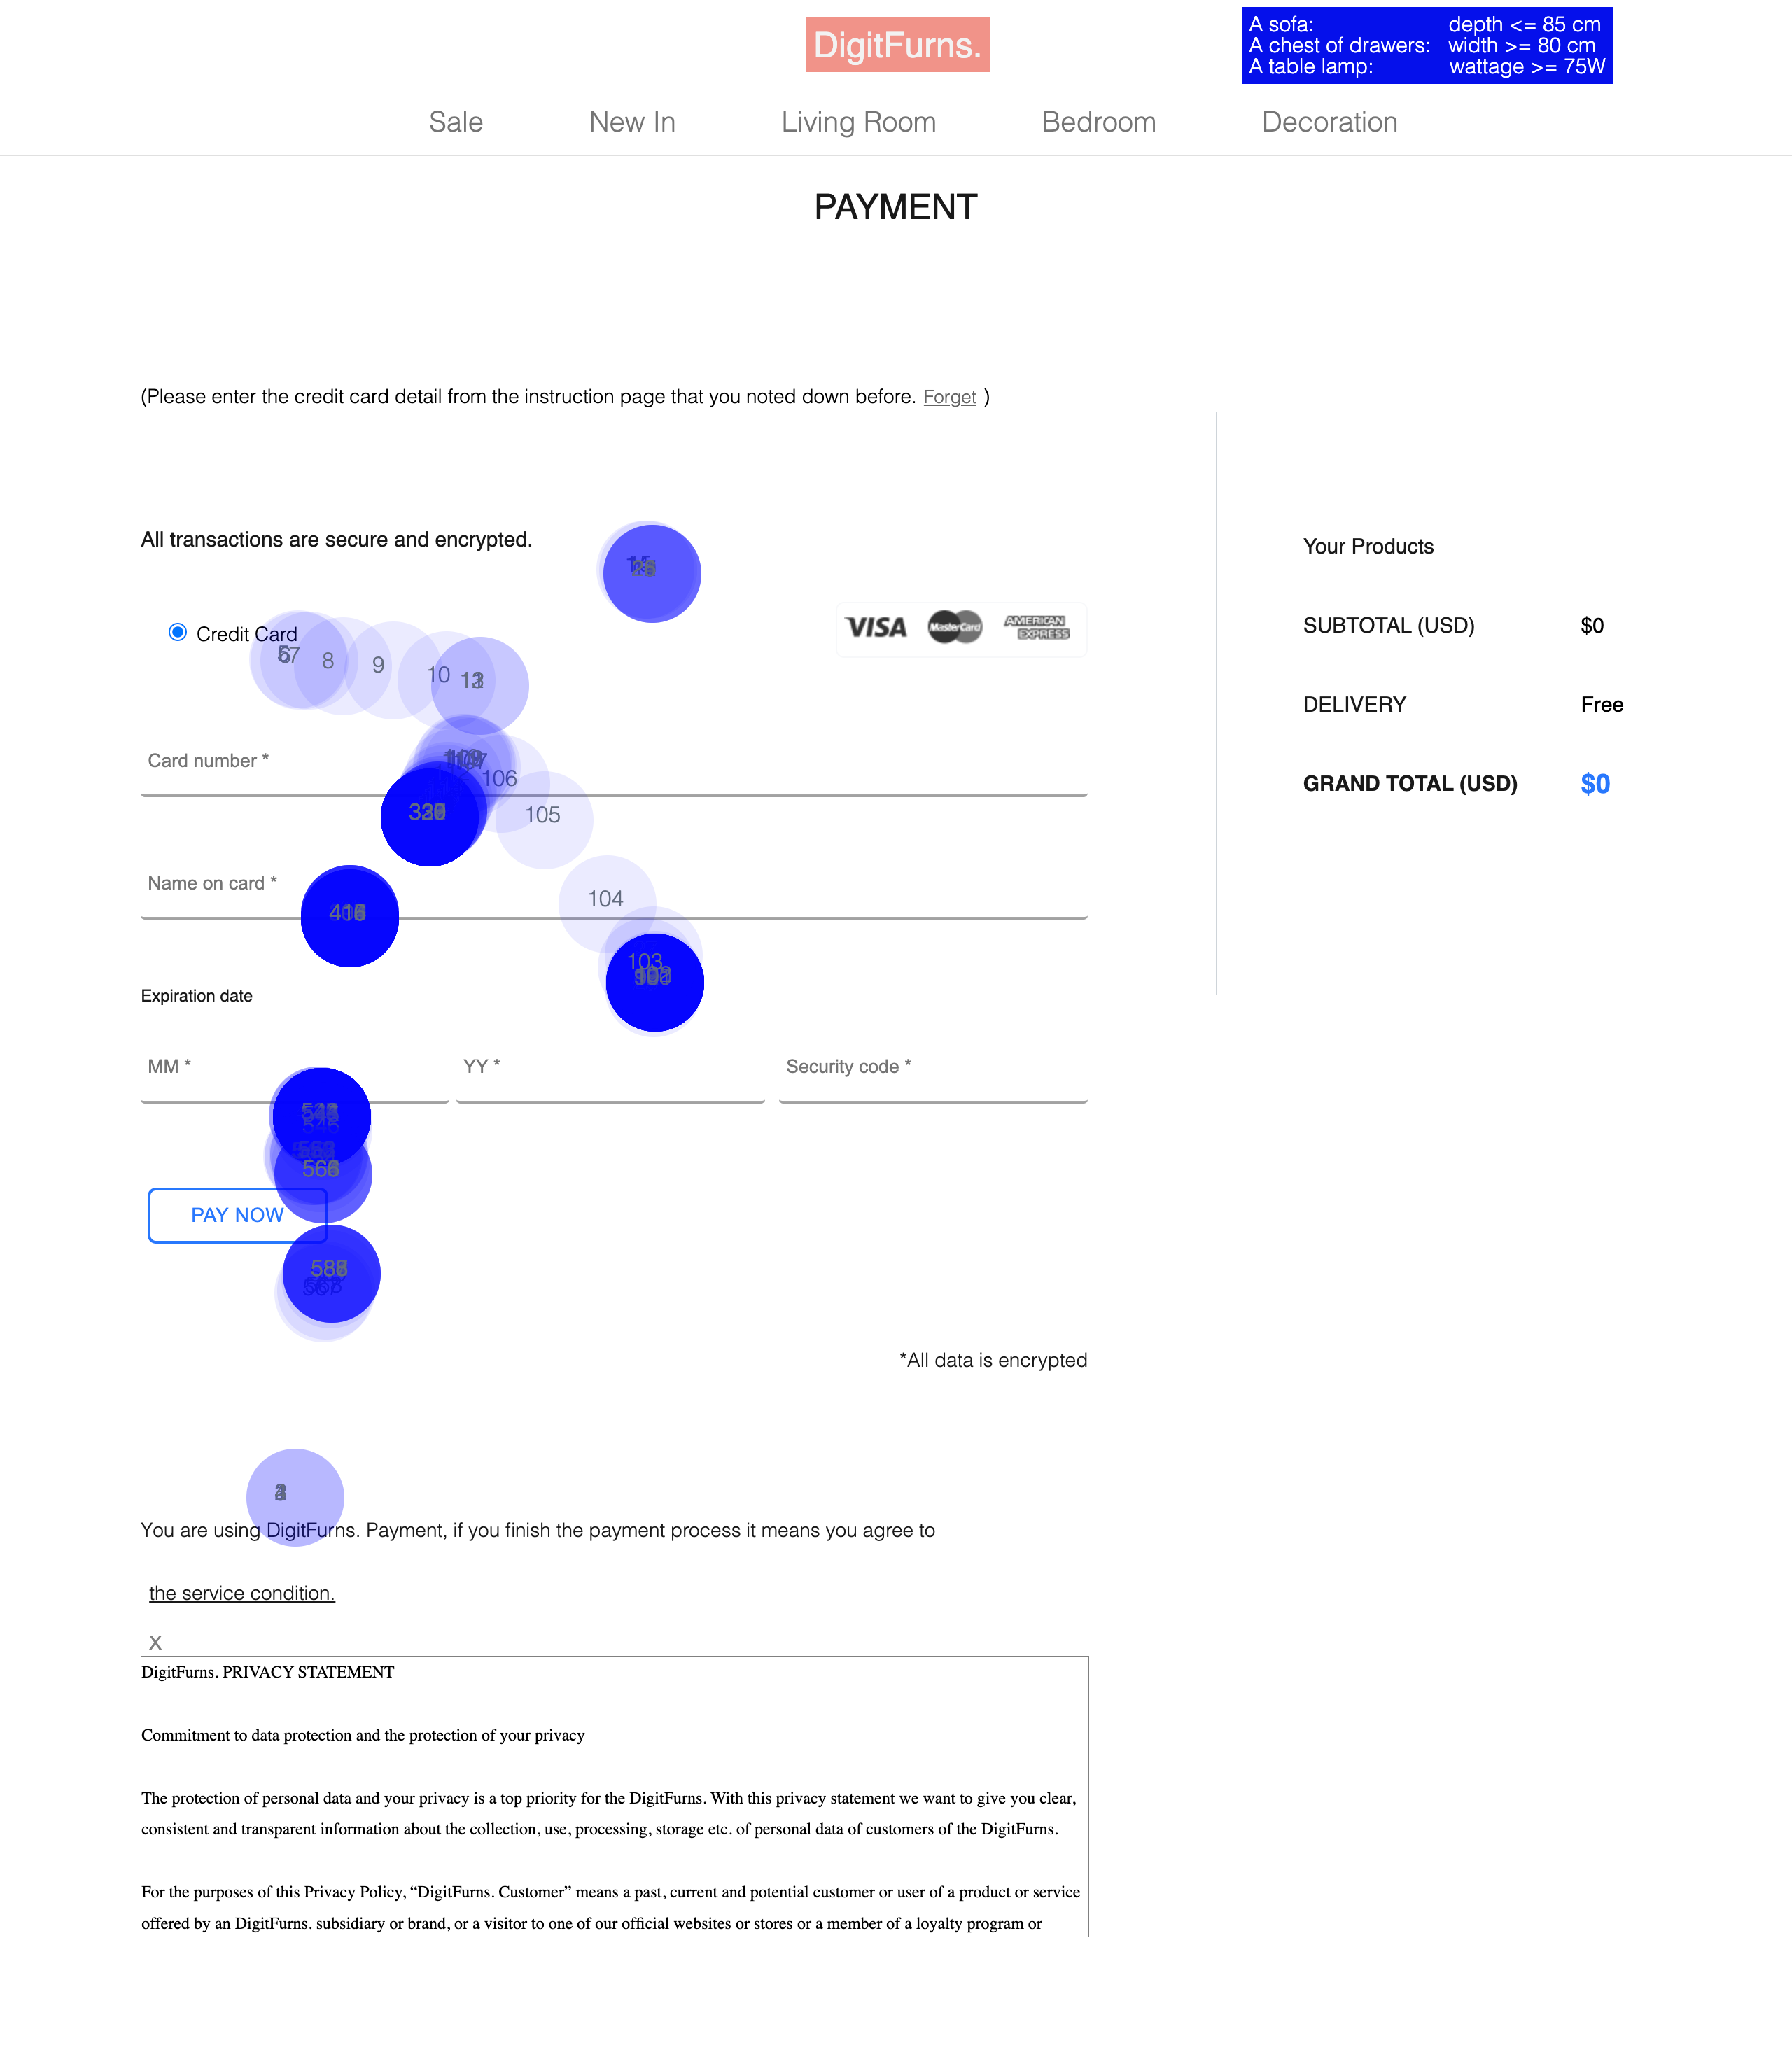 DigitFurns.
A sofa: depth <= 85 cm
A chest of drawers: width >= 80 cm
A table lamp: wattage >= 75W
Sale New In Living Room Bedroom Decoration
PAYMENT
(Please enter the credit card detail from the instruction page that you noted down before. Forget )
All transactions are secure and encrypted.
Your Products
Credit Card
VISA MasterCard AMERICAN EXPRESS
SUBTOTAL (USD) $0
8
9
10
DELIVERY Free
Card number *
106
GRAND TOTAL (USD) $0
105
Name on card *
104
103
Expiration date
MM * YY * Security code *
PAY NOW
*All data is encrypted
You are using DigitFurns. Payment, if you finish the payment process it means you agree to
the service condition.
X
DigitFurns. PRIVACY STATEMENT
Commitment to data protection and the protection of your privacy
The protection of personal data and your privacy is a top priority for the DigitFurns. With this privacy statement we want to give you clear,
consistent and transparent information about the collection, use, processing, storage etc. of personal data of customers of the DigitFurns.
For the purposes of this Privacy Policy, “DigitFurns. Customer” means a past, current and potential customer or user of a product or service
offered by an DigitFurns. subsidiary or brand, or a visitor to one of our official websites or stores or a member of a loyalty program or